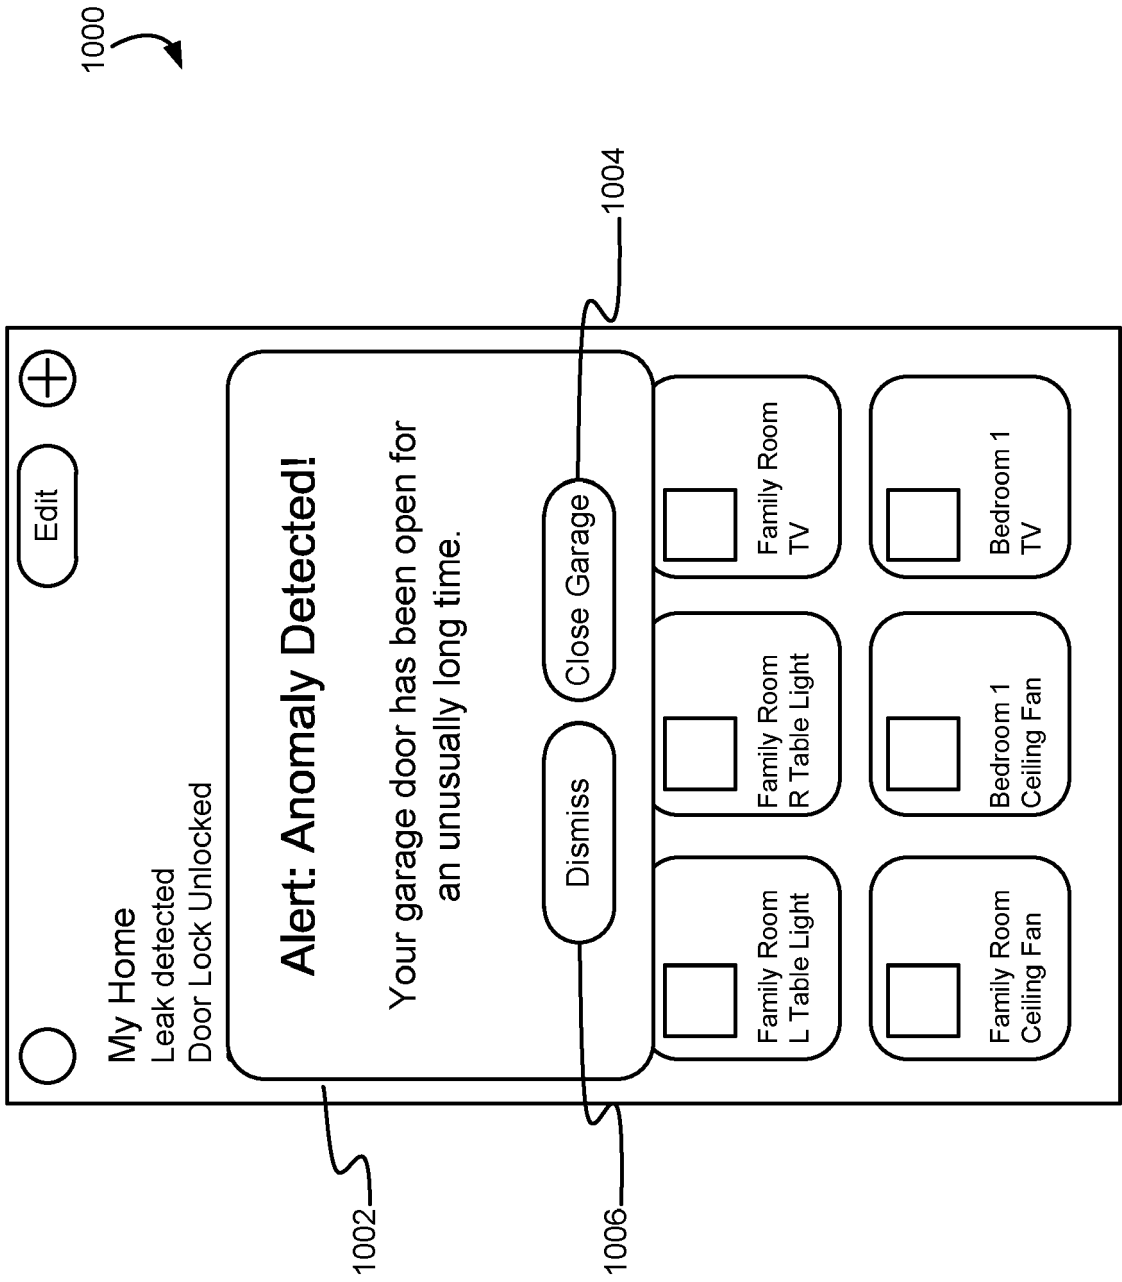 1000
Edit
My Home
Leak detected
Door Lock Unlocked
Alert: Anomaly Detected!
Your garage door has been open for
an unusually long time.
Dismiss
Close Garage
1002
1006
1004
Family Room
L Table Light
Family Room
R Table Light
Family Room
TV
Family Room
Ceiling Fan
Bedroom 1
Ceiling Fan
Bedroom 1
TV